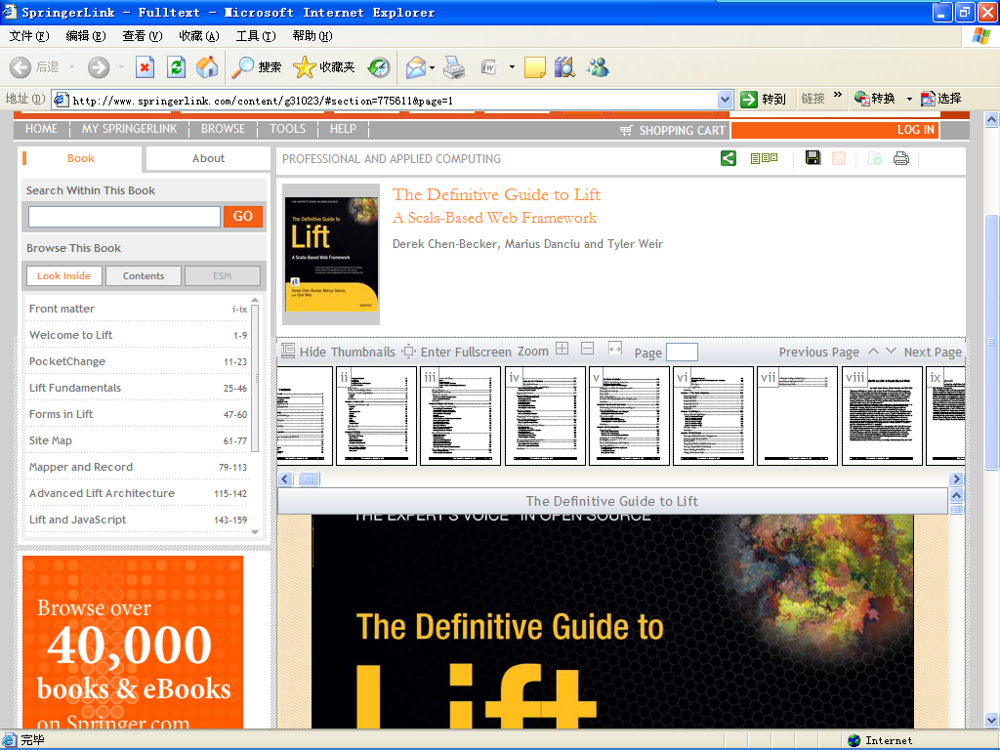 SpringerLink - Fulltext - Microsoft Internet Explorer
文件(F) 编辑(E) 查看(V) 收藏(A) 工具(T) 帮助(H)
后退 搜索 收藏夹
地址(D) http://www.springerlink.com/content/g31023/#section=775611&page=1 转到 链接 » 转换 选择
HOME MY SPRINGERLINK BROWSE TOOLS HELP SHOPPING CART LOG IN
Book About
PROFESSIONAL AND APPLIED COMPUTING
Search Within This Book
GO
Browse This Book
Look Inside Contents ESM
Front matter i-ix
Welcome to Lift 1-9
PocketChange 11-23
Lift Fundamentals 25-46
Forms in Lift 47-60
Site Map 61-77
Mapper and Record 79-113
Advanced Lift Architecture 115-142
Lift and JavaScript 143-159
Browse over
40,000
books & eBooks
on Springer.com
The Definitive Guide to
Lift
A Scala-Based Web Framework
The Definitive Guide to Lift
A Scala-Based Web Framework
Derek Chen-Becker, Marius Danciu and Tyler Weir
Hide Thumbnails Enter Fullscreen Zoom Page Previous Page Next Page
ii iii iv v vi vii viii ix
The Definitive Guide to Lift
THE EXPERT'S VOICE® IN OPEN SOURCE
The Definitive Guide to
Lift
完毕 Internet